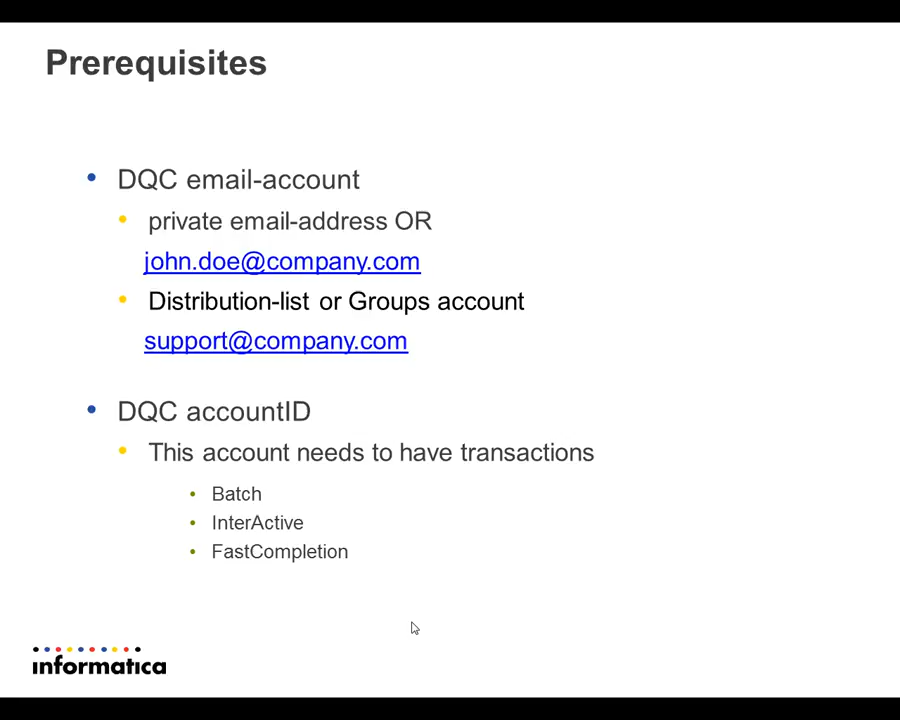 Prerequisites
DQC email-account
private email-address OR
john.doe@company.com
Distribution-list or Groups account
support@company.com
DQC accountID
This account needs to have transactions
Batch
InterActive
FastCompletion
informatica